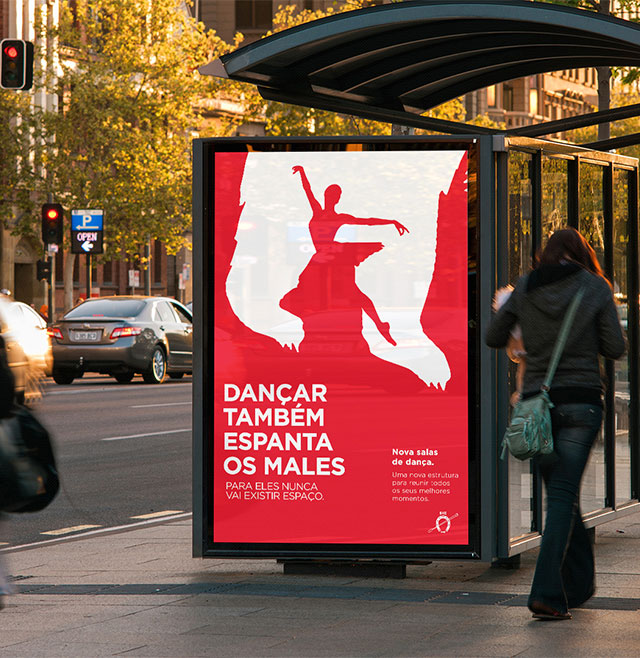 P
OPEN
DANÇAR
TAMBÉM
ESPANTA
OS MALES
PARA ELES NUNCA
VAI EXISTIR ESPAÇO.
Nova salas
de dança.
Uma nova estrutura
para reunir todos
os seus melhores
momentos.